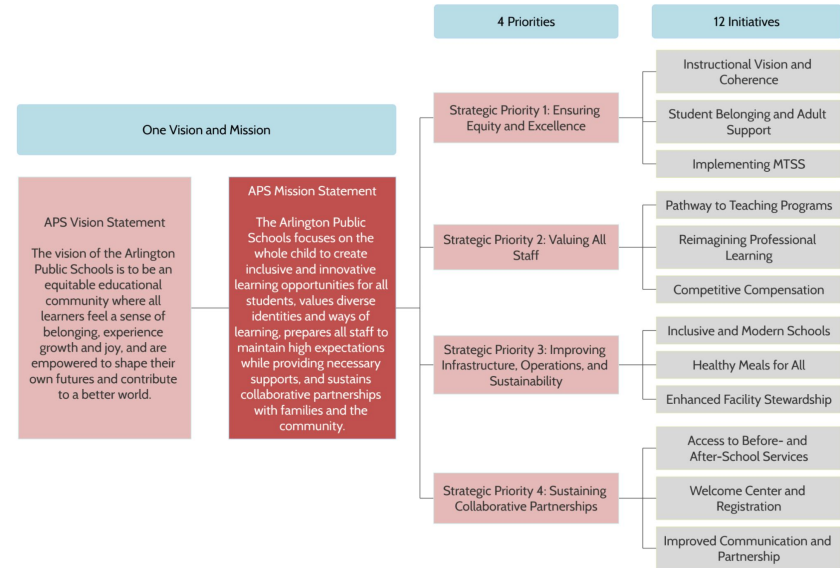 4 Priorities
12 Initiatives
One Vision and Mission
APS Vision Statement
The vision of the Arlington
Public Schools is to be an
equitable educational
community where all
learners feel a sense of
belonging, experience
growth and joy, and are
empowered to shape their
own futures and contribute
to a better world.
APS Mission Statement
The Arlington Public
Schools focuses on the
whole child to create
inclusive and innovative
learning opportunities for all
students, values diverse
identities and ways of
learning, prepares all staff to
maintain high expectations
while providing necessary
supports, and sustains
collaborative partnerships
with families and the
community.
Strategic Priority 1: Ensuring
Equity and Excellence
Instructional Vision and
Coherence
Student Belonging and Adult
Support
Implementing MTSS
Strategic Priority 2: Valuing All
Staff
Pathway to Teaching Programs
Reimagining Professional
Learning
Competitive Compensation
Strategic Priority 3: Improving
Infrastructure, Operations, and
Sustainability
Inclusive and Modern Schools
Healthy Meals for All
Enhanced Facility Stewardship
Strategic Priority 4: Sustaining
Collaborative Partnerships
Access to Before- and
After-School Services
Welcome Center and
Registration
Improved Communication and
Partnership